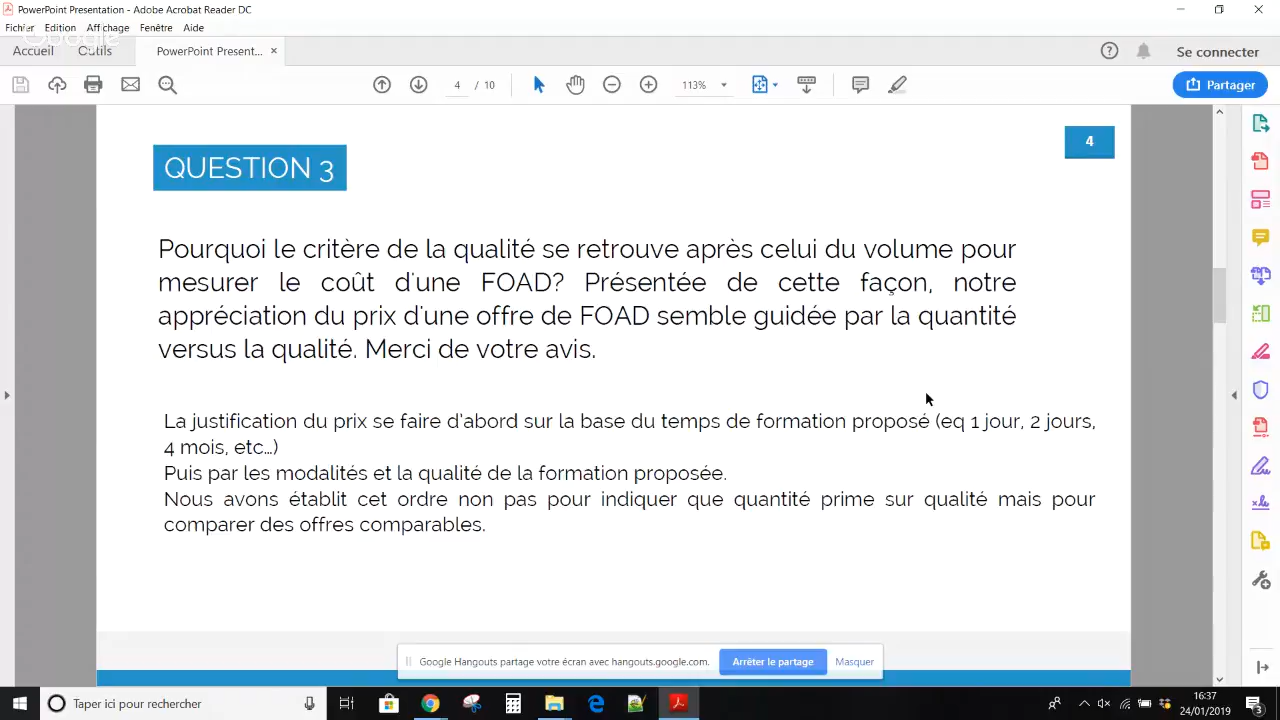 PowerPoint Presentation - Adobe Acrobat Reader DC
Fichier Edition Affichage Fenêtre Aide
Google
Accueil Outils PowerPoint Present... ×
Se connecter
4 / 10 113% Partager
4
QUESTION 3
Pourquoi le critère de la qualité se retrouve après celui du volume pour
mesurer le coût d'une FOAD? Présentée de cette façon, notre
appréciation du prix d'une offre de FOAD semble guidée par la quantité
versus la qualité. Merci de votre avis.
La justification du prix se faire d'abord sur la base du temps de formation proposé (eq 1 jour, 2 jours,
4 mois, etc…)
Puis par les modalités et la qualité de la formation proposée.
Nous avons établit cet ordre non pas pour indiquer que quantité prime sur qualité mais pour
comparer des offres comparables.
Google Hangouts partage votre écran avec hangouts.google.com. Arrêter le partage Masquer
Taper ici pour rechercher
16:37
24/01/2019
3